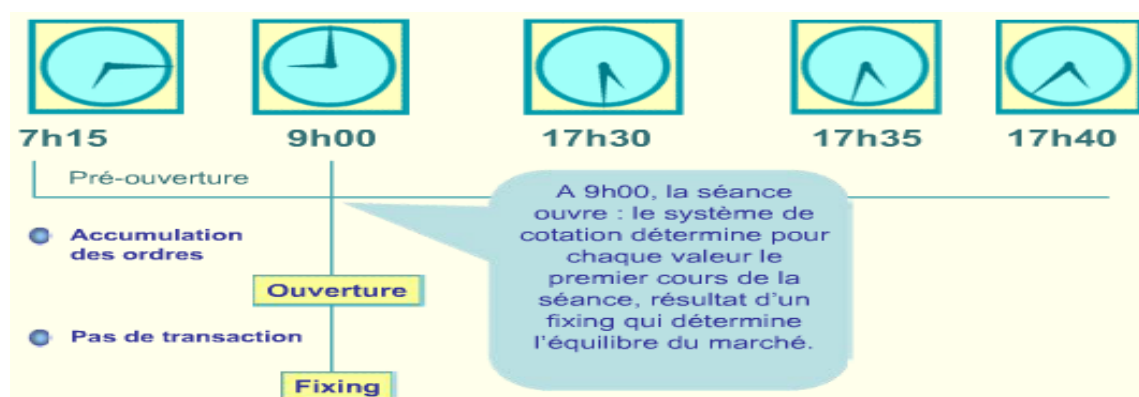 7h15
9h00
17h30
17h35
17h40
Pré-ouverture
Accumulation
des ordres
Ouverture
Pas de transaction
Fixing
A 9h00, la séance
ouvre : le système de
cotation détermine pour
chaque valeur le
premier cours de la
séance, résultat d'un
fixing qui détermine
l'équilibre du marché.